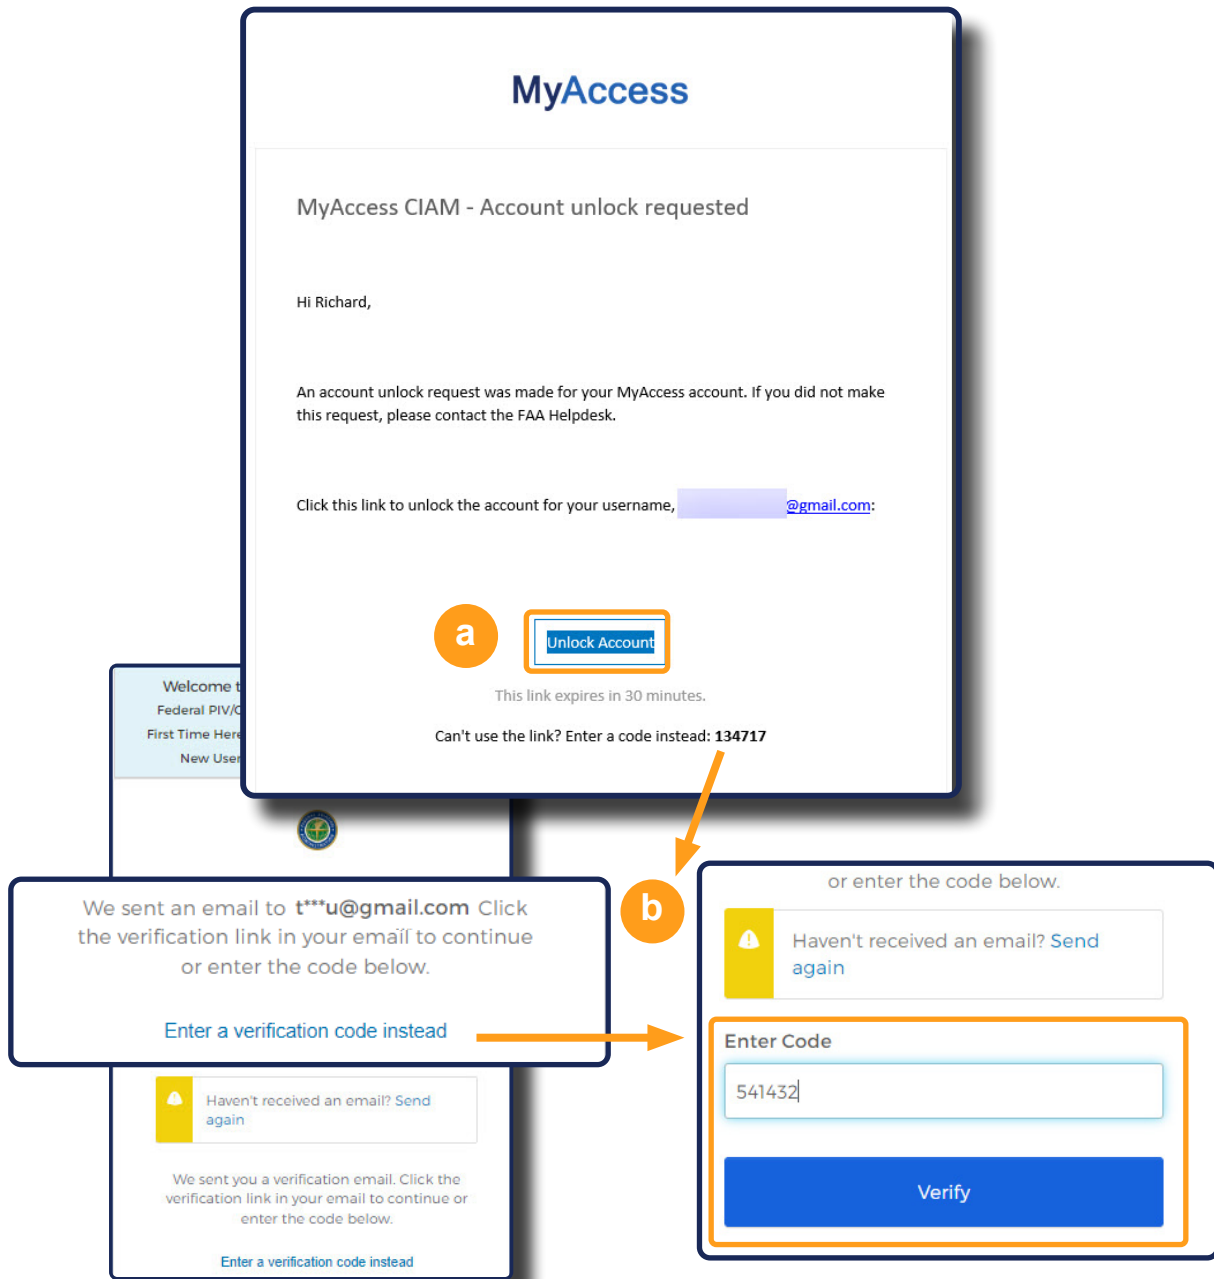 MyAccess
MyAccess CIAM - Account unlock requested
Hi Richard,
An account unlock request was made for your MyAccess account. If you did not make
this request, please contact the FAA Helpdesk.
Click this link to unlock the account for your username, @gmail.com:
a
Unlock Account
This link expires in 30 minutes.
Can't use the link? Enter a code instead: 134717
Welcome t
Federal PIV/
First Time Here
New User
We sent an email to t***u@gmail.com Click
the verification link in your email to continue
or enter the code below.
Enter a verification code instead
Haven't received an email? Send
again
We sent you a verification email. Click the
verification link in your email to continue or
enter the code below.
Enter a verification code instead
b
or enter the code below.
Haven't received an email? Send
again
Enter Code
541432
Verify